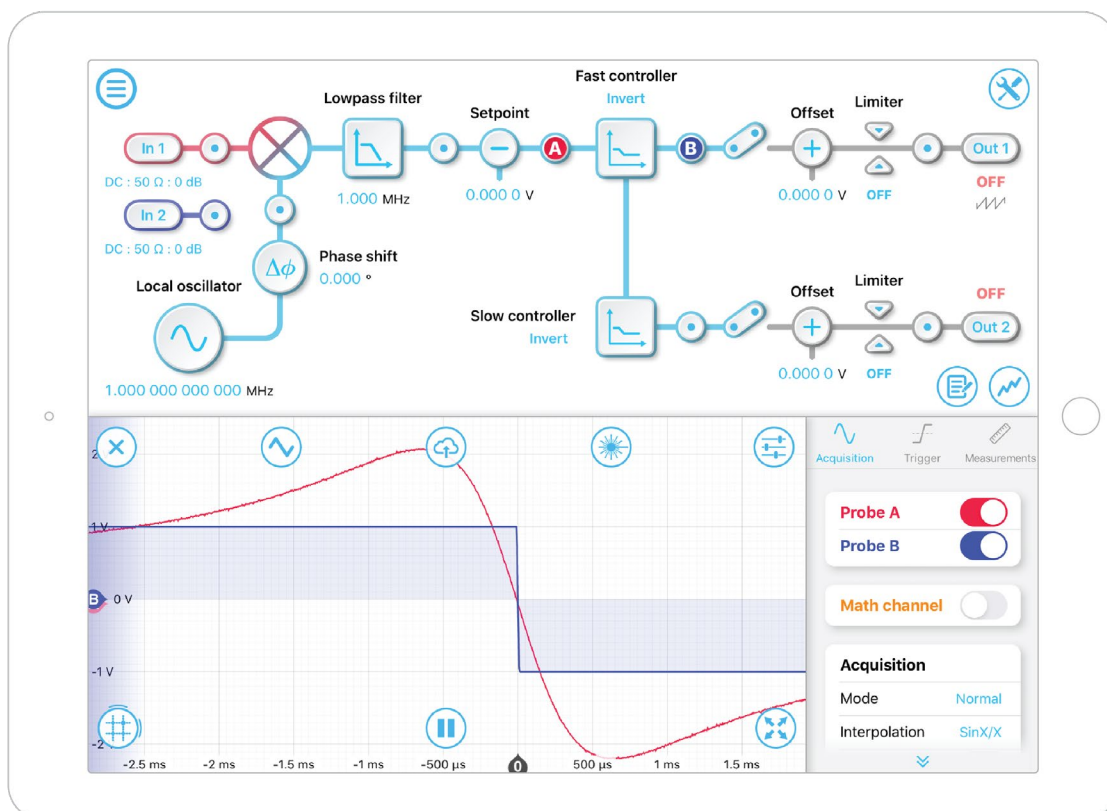 Fast controller
Invert
Lowpass filter
Setpoint
Offset
Limiter
In 1
A
B
Out 1
DC : 50 Ω : 0 dB
1.000 MHz
0.000 0 V
0.000 0 V
OFF
OFF
In 2
DC : 50 Ω : 0 dB
Δϕ
Phase shift
0.000 °
Local oscillator
Slow controller
Invert
Offset
Limiter
OFF
Out 2
0.000 0 V
OFF
1.000 000 000 000 MHz
Acquisition
Trigger
Measurements
2
1 V
B
0 V
-1 V
-2
-2.5 ms
-2 ms
-1.5 ms
-1 ms
-500 µs
0
500 µs
1 ms
1.5 ms
Probe A
Probe B
Math channel
Acquisition
Mode Normal
Interpolation SinX/X